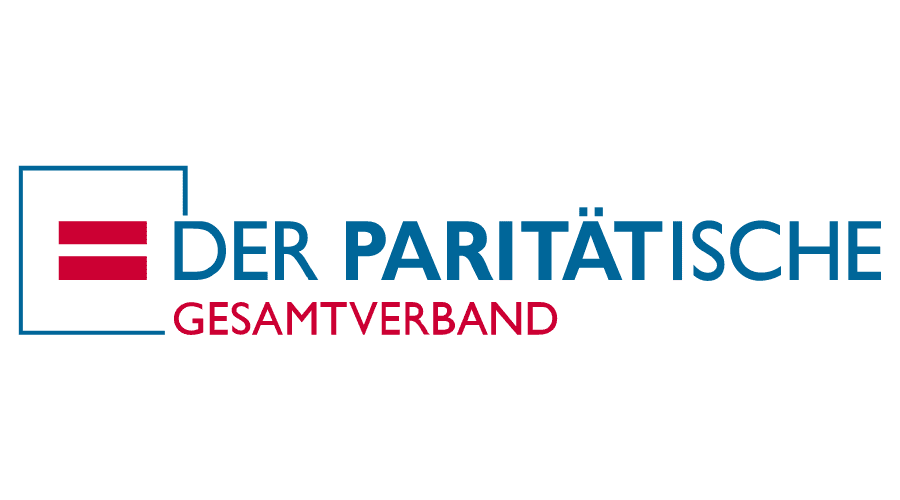 DER PARITÄTISCHE
GESAMTVERBAND